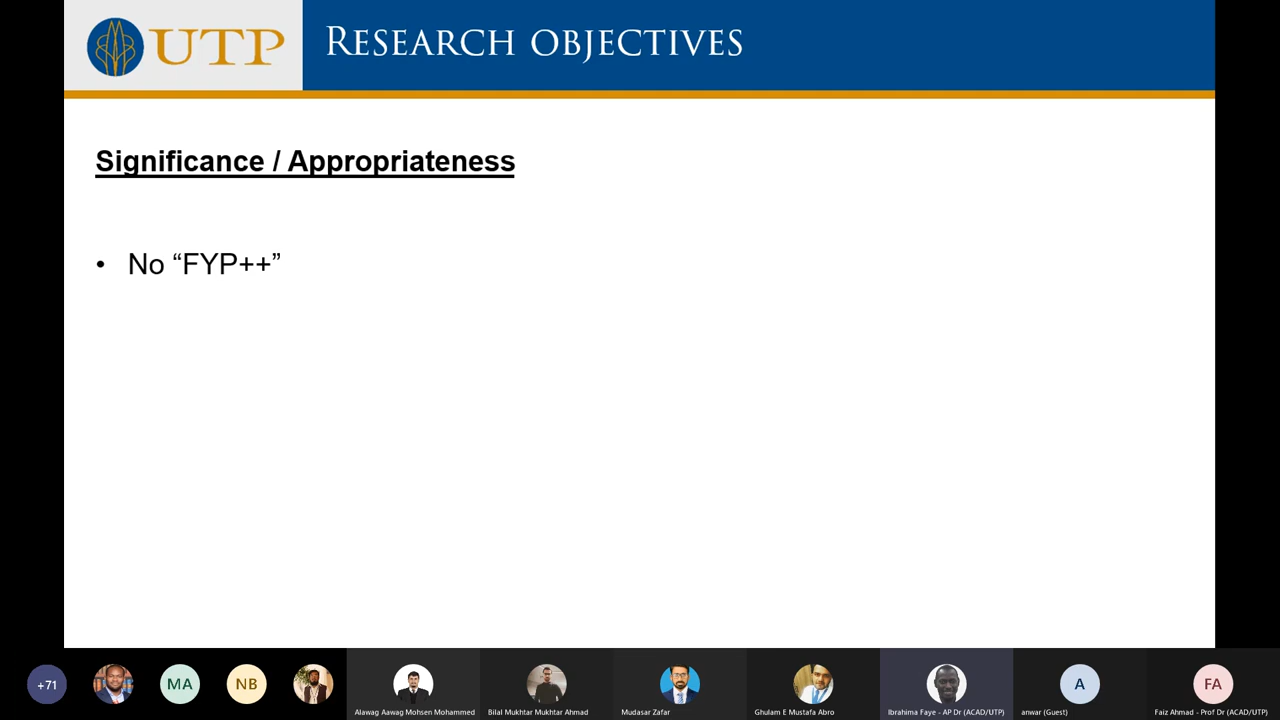 UTP
RESEARCH OBJECTIVES
Significance / Appropriateness
• No “FYP++”
+71
MA
NB
A
FA
Alawag Aawag Mohsen Mohammed
Bilal Mukhtar Mukhtar Ahmad
Mudasar Zafar
Ghulam E Mustafa Abro
Ibrahima Faye - AP Dr (ACAD/UTP)
anwar (Guest)
Faiz Ahmad - Prof Dr (ACAD/UTP)